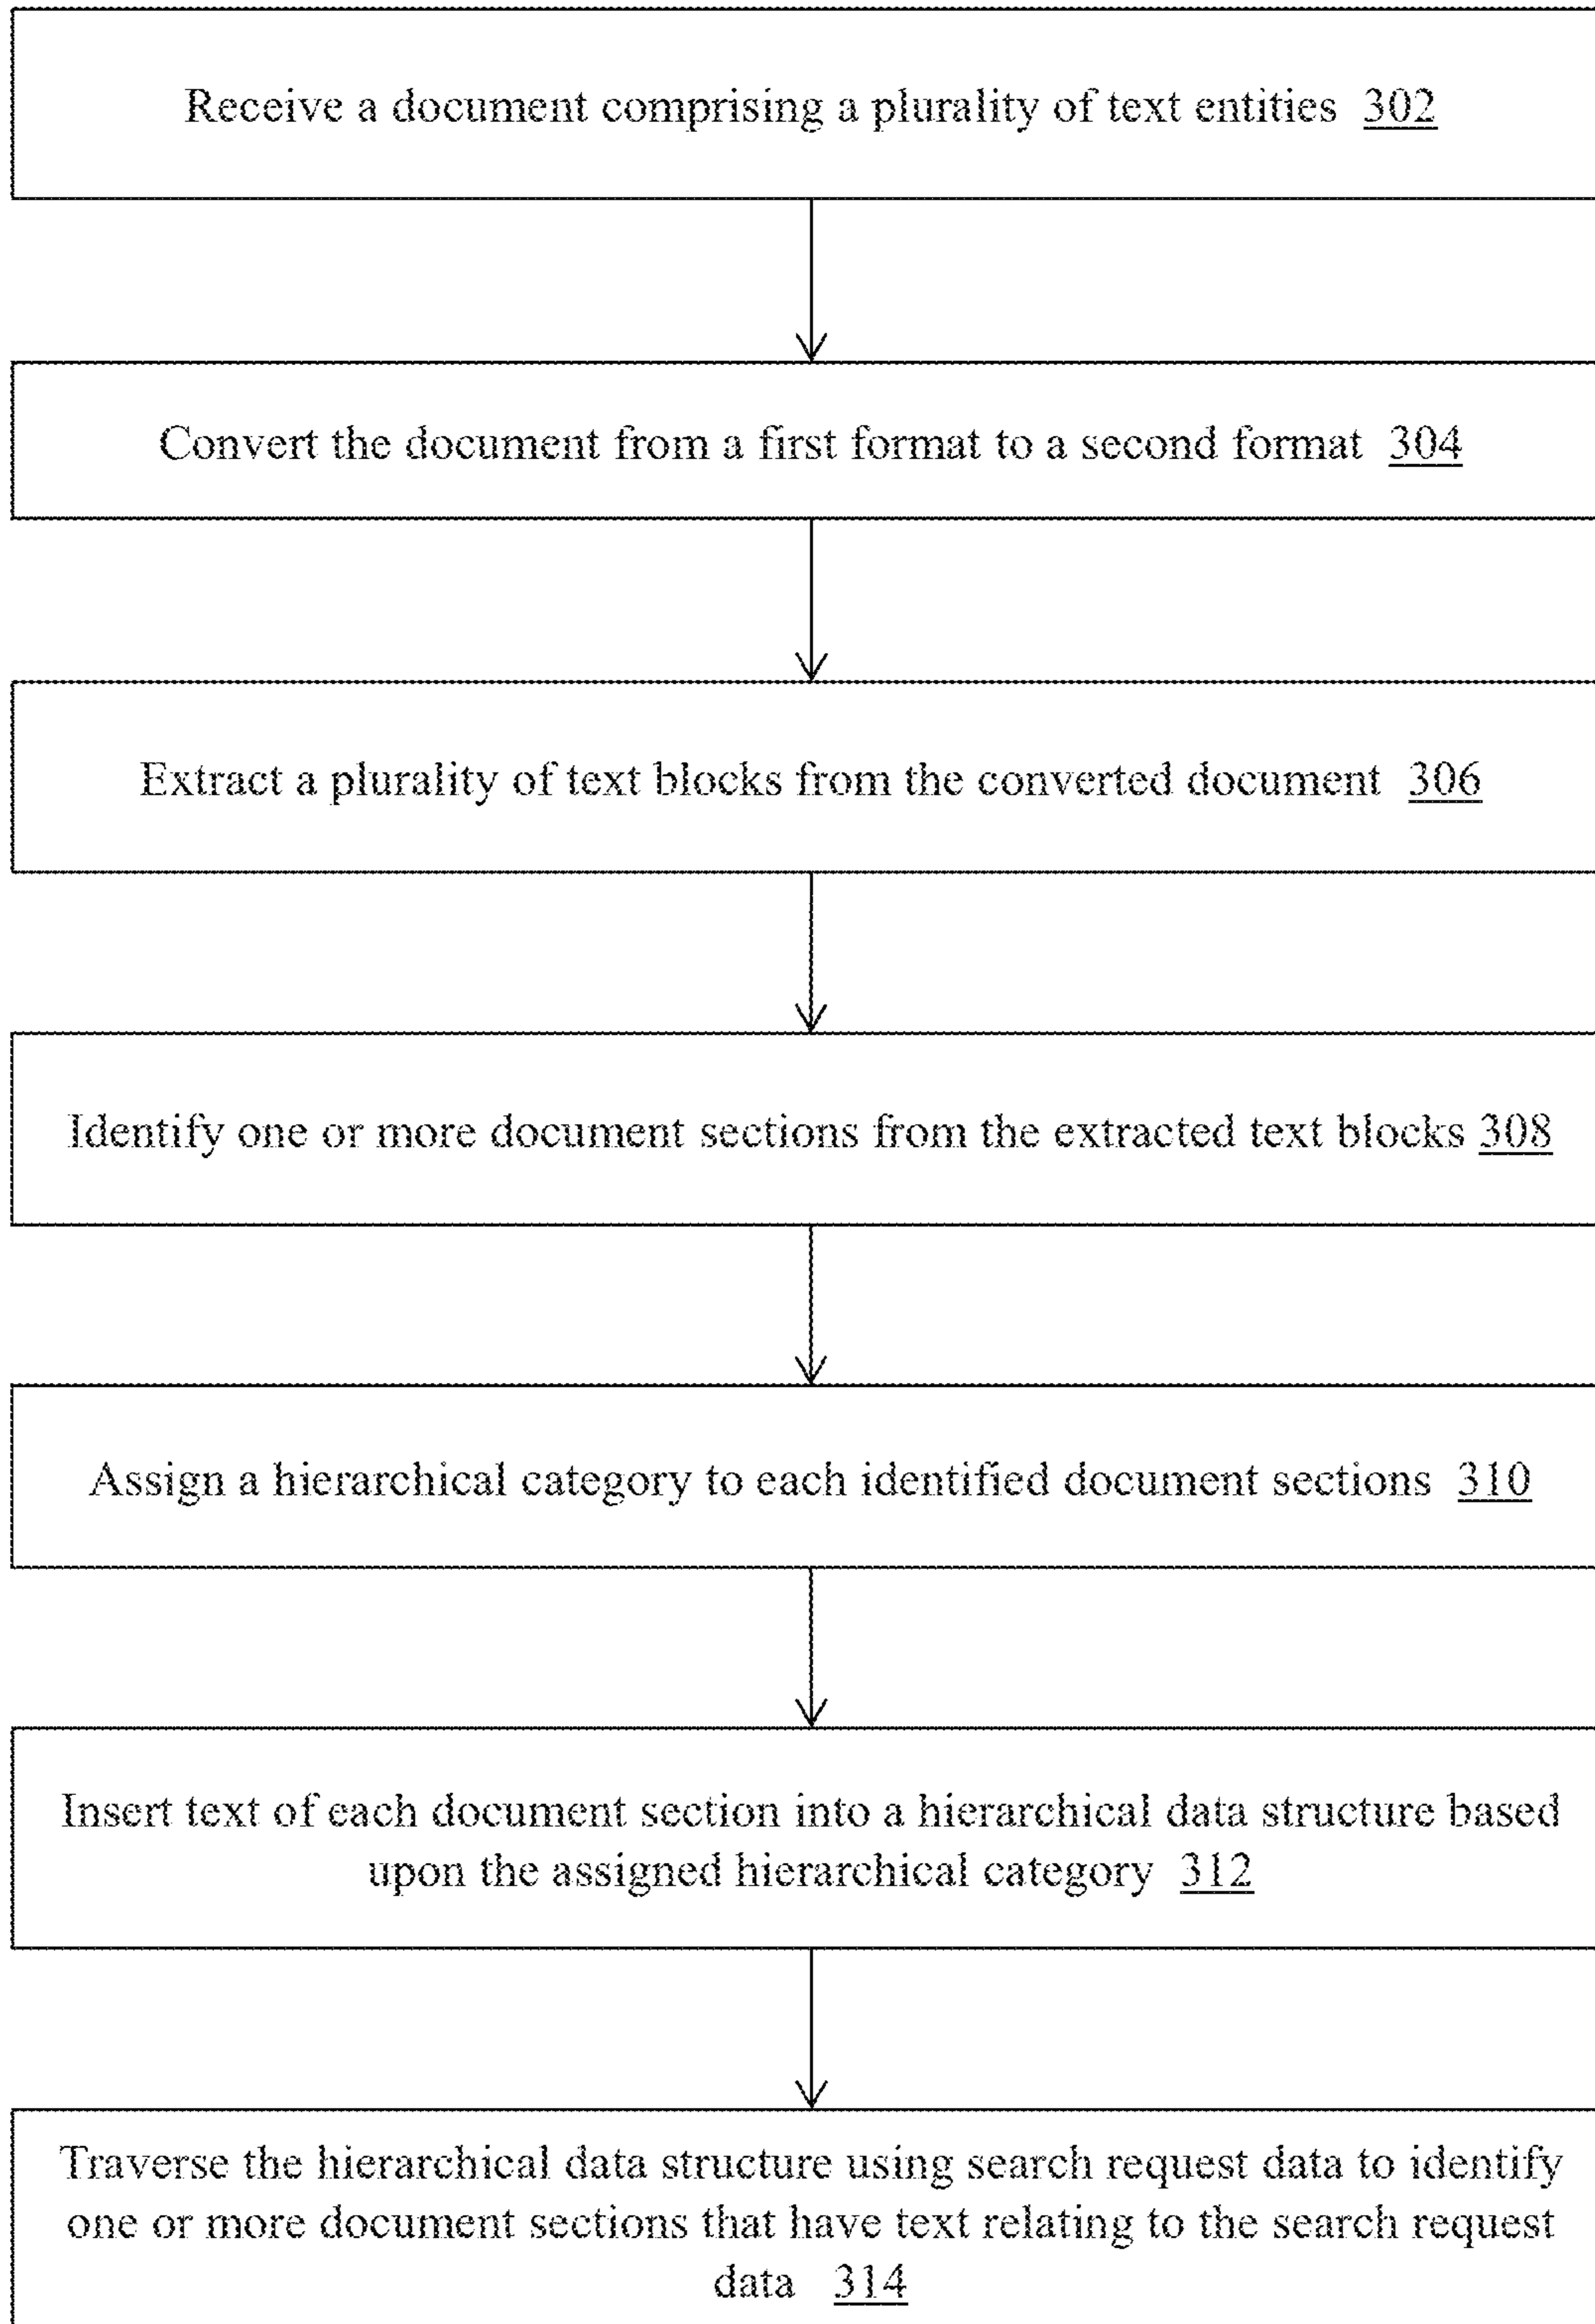 Receive a document comprising a plurality of text entities 302
Convert the document from a first format to a second format 304
Extract a plurality of text blocks from the converted document 306
Identify one or more document sections from the extracted text blocks 308
Assign a hierarchical category to each identified document sections 310
Insert text of each document section into a hierarchical data structure based
upon the assigned hierarchical category 312
Traverse the hierarchical data structure using search request data to identify
one or more document sections that have text relating to the search request
data 314